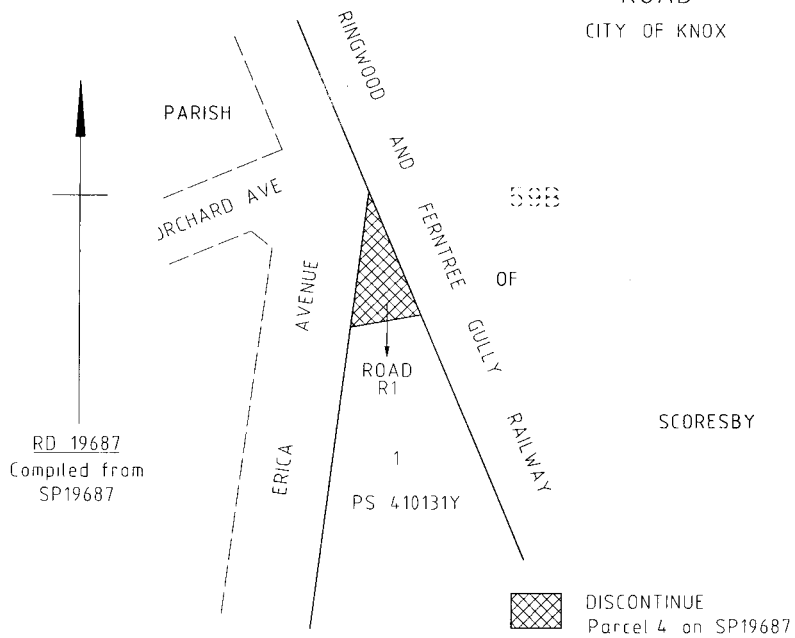 ROAD
CITY OF KNOX
PARISH
RINGWOOD AND FERNTREE GULLY RAILWAY
ORCHARD AVE
59B
OF
ERICA AVENUE
ROAD
R1
SCORESBY
1
PS 410131Y
RD 19687
Compiled from
SP19687
DISCONTINUE
Parcel 4 on SP19687